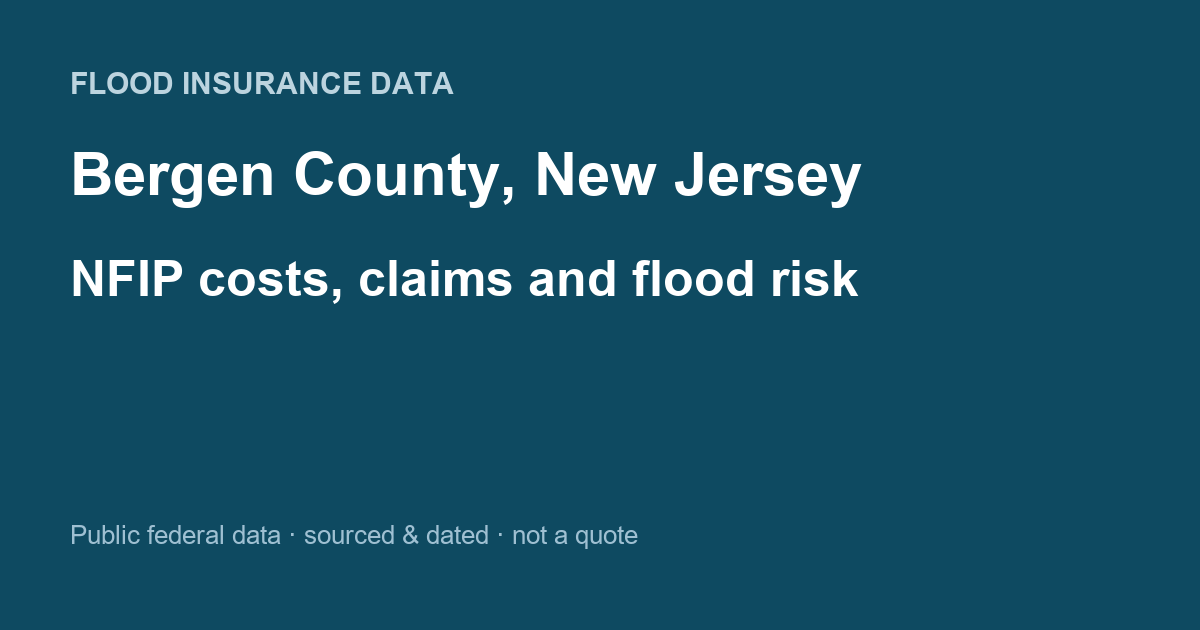 FLOOD INSURANCE DATA
Bergen County, New Jersey
NFIP costs, claims and flood risk
Public federal data · sourced & dated · not a quote